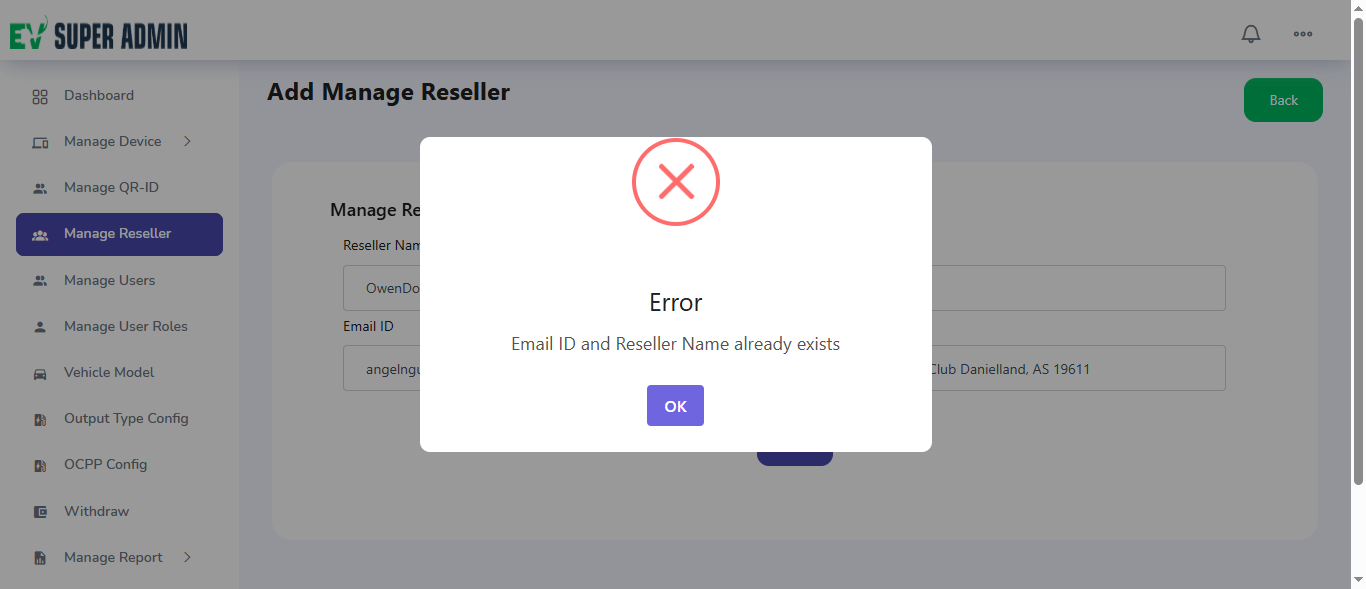 EV SUPER ADMIN
Dashboard
Manage Device
Manage QR-ID
Manage Reseller
Manage Users
Manage User Roles
Vehicle Model
Output Type Config
OCPP Config
Withdraw
Manage Report
Add Manage Reseller
Back
Manage Re
Reseller Nam
OwenDo
Email ID
angelngu
Club Danielland, AS 19611
Error
Email ID and Reseller Name already exists
OK